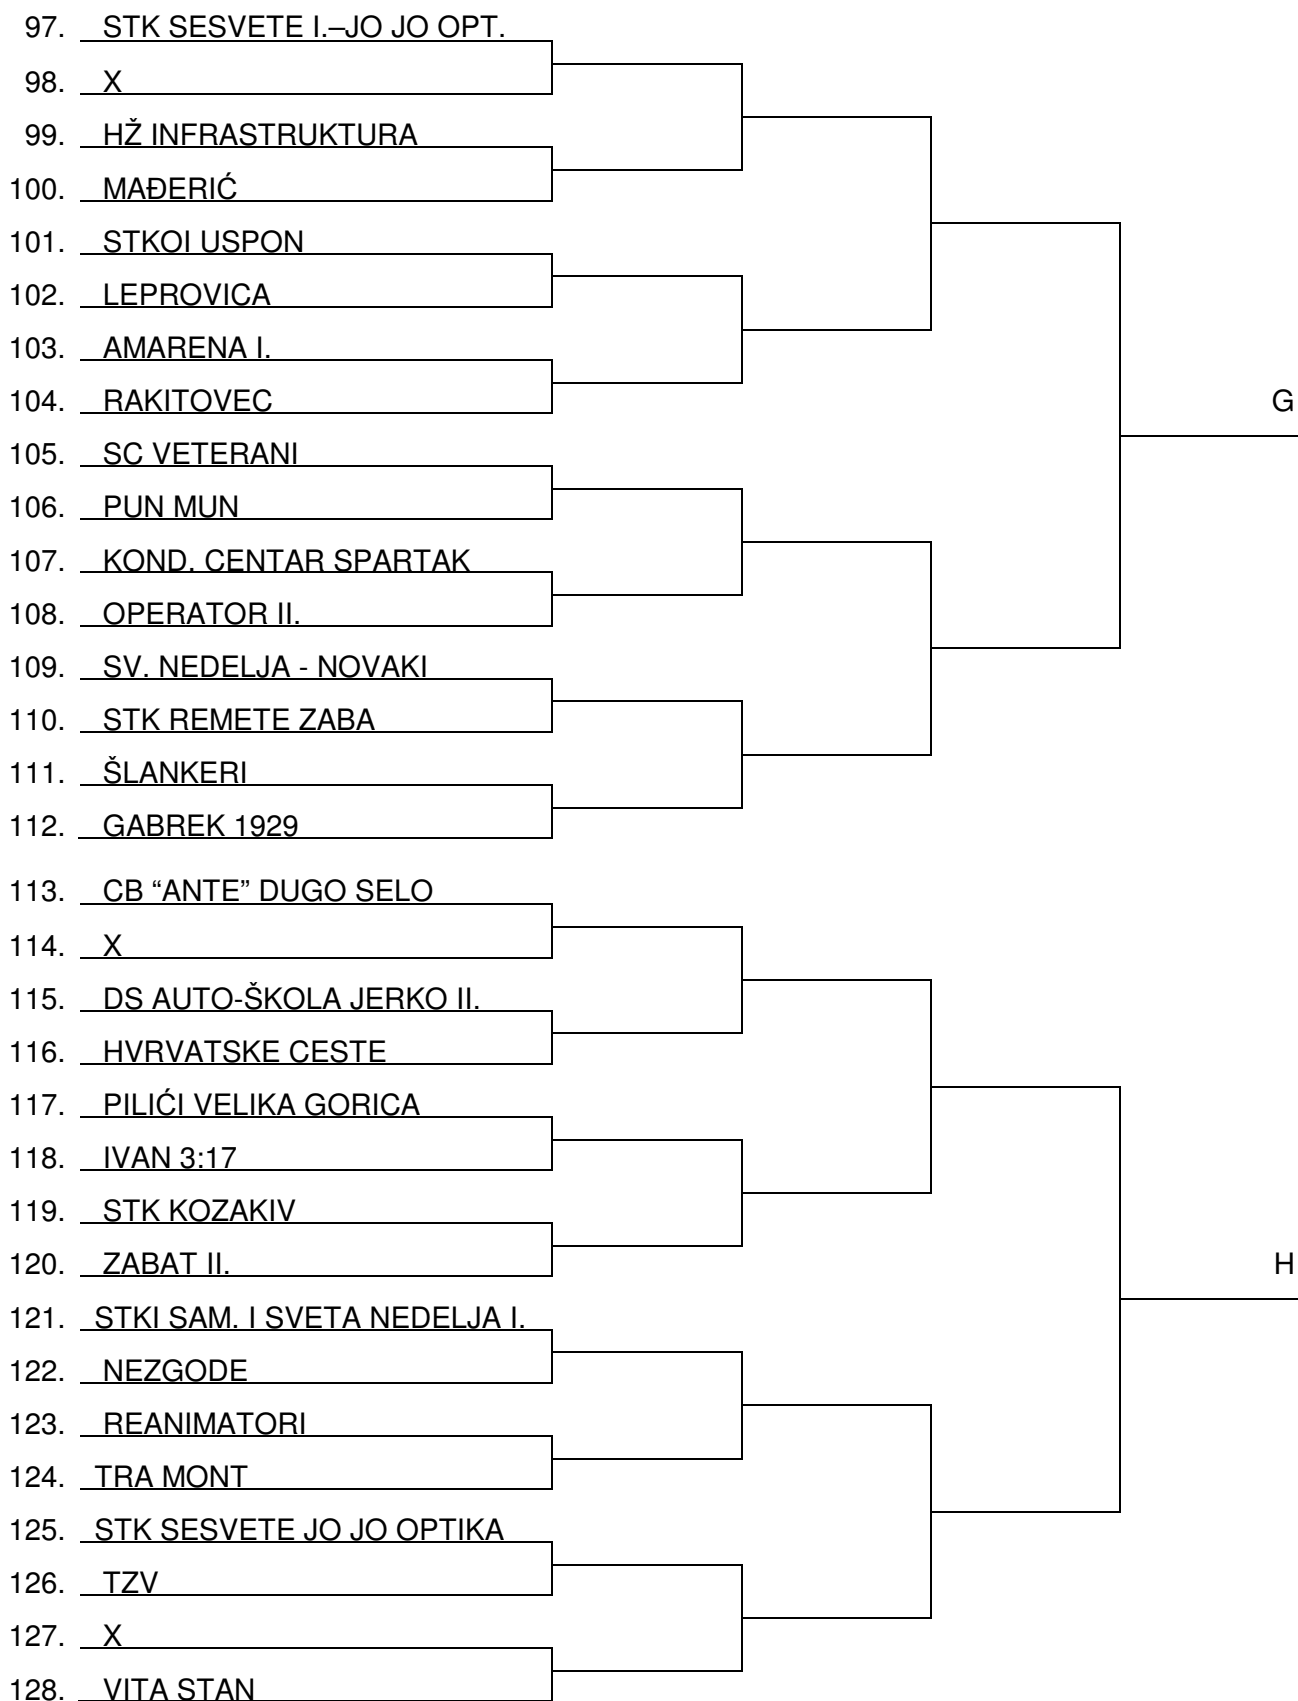 97. STK SESVETE I.–JO JO OPT.
98. X
99. HŽ INFRASTRUKTURA
100. MAĐERIĆ
101. STKOI USPON
102. LEPROVICA
103. AMARENA I.
104. RAKITOVEC
G
105. SC VETERANI
106. PUN MUN
107. KOND. CENTAR SPARTAK
108. OPERATOR II.
109. SV. NEDELJA - NOVAKI
110. STK REMETE ZABA
111. ŠLANKERI
112. GABREK 1929
113. CB “ANTE” DUGO SELO
114. X
115. DS AUTO-ŠKOLA JERKO II.
116. HVRVATSKE CESTE
117. PILIĆI VELIKA GORICA
118. IVAN 3:17
119. STK KOZAKIV
120. ZABAT II.
H
121. STKI SAM. I SVETA NEDELJA I.
122. NEZGODE
123. REANIMATORI
124. TRA MONT
125. STK SESVETE JO JO OPTIKA
126. TZV
127. X
128. VITA STAN